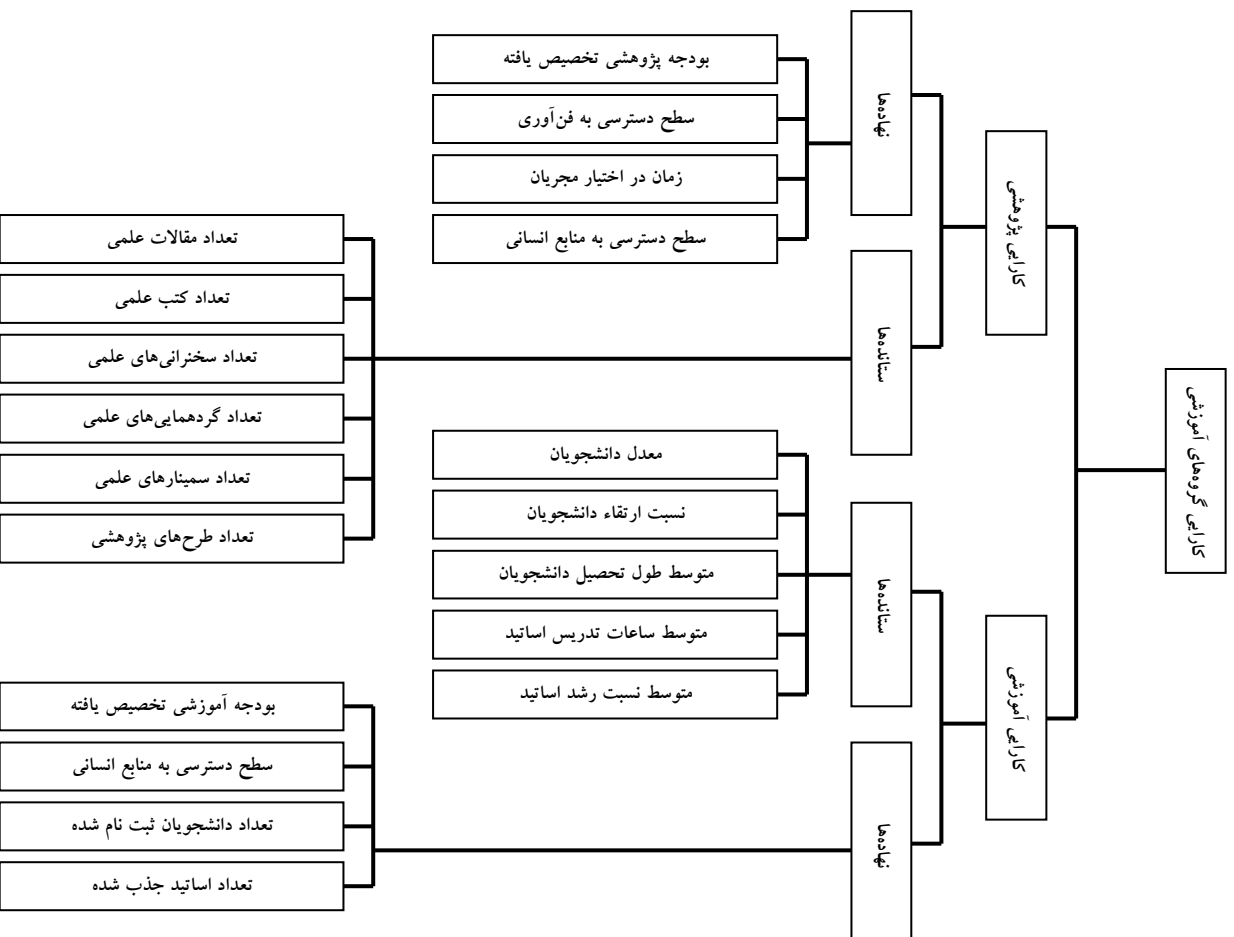 کارایی گروه‌های آموزشی
کارایی پژوهشی
نهاده‌ها
بودجه پژوهشی تخصیص یافته
سطح دسترسی به فن‌آوری
زمان در اختیار مجریان
سطح دسترسی به منابع انسانی
ستانده‌ها
تعداد مقالات علمی
تعداد کتب علمی
تعداد سخنرانی‌های علمی
تعداد گردهمایی‌های علمی
تعداد سمینارهای علمی
تعداد طرح‌های پژوهشی
کارایی آموزشی
ستانده‌ها
معدل دانشجویان
نسبت ارتقاء دانشجویان
متوسط طول تحصیل دانشجویان
متوسط ساعات تدریس اساتید
متوسط نسبت رشد اساتید
نهاده‌ها
بودجه آموزشی تخصیص یافته
سطح دسترسی به منابع انسانی
تعداد دانشجویان ثبت نام شده
تعداد اساتید جذب شده